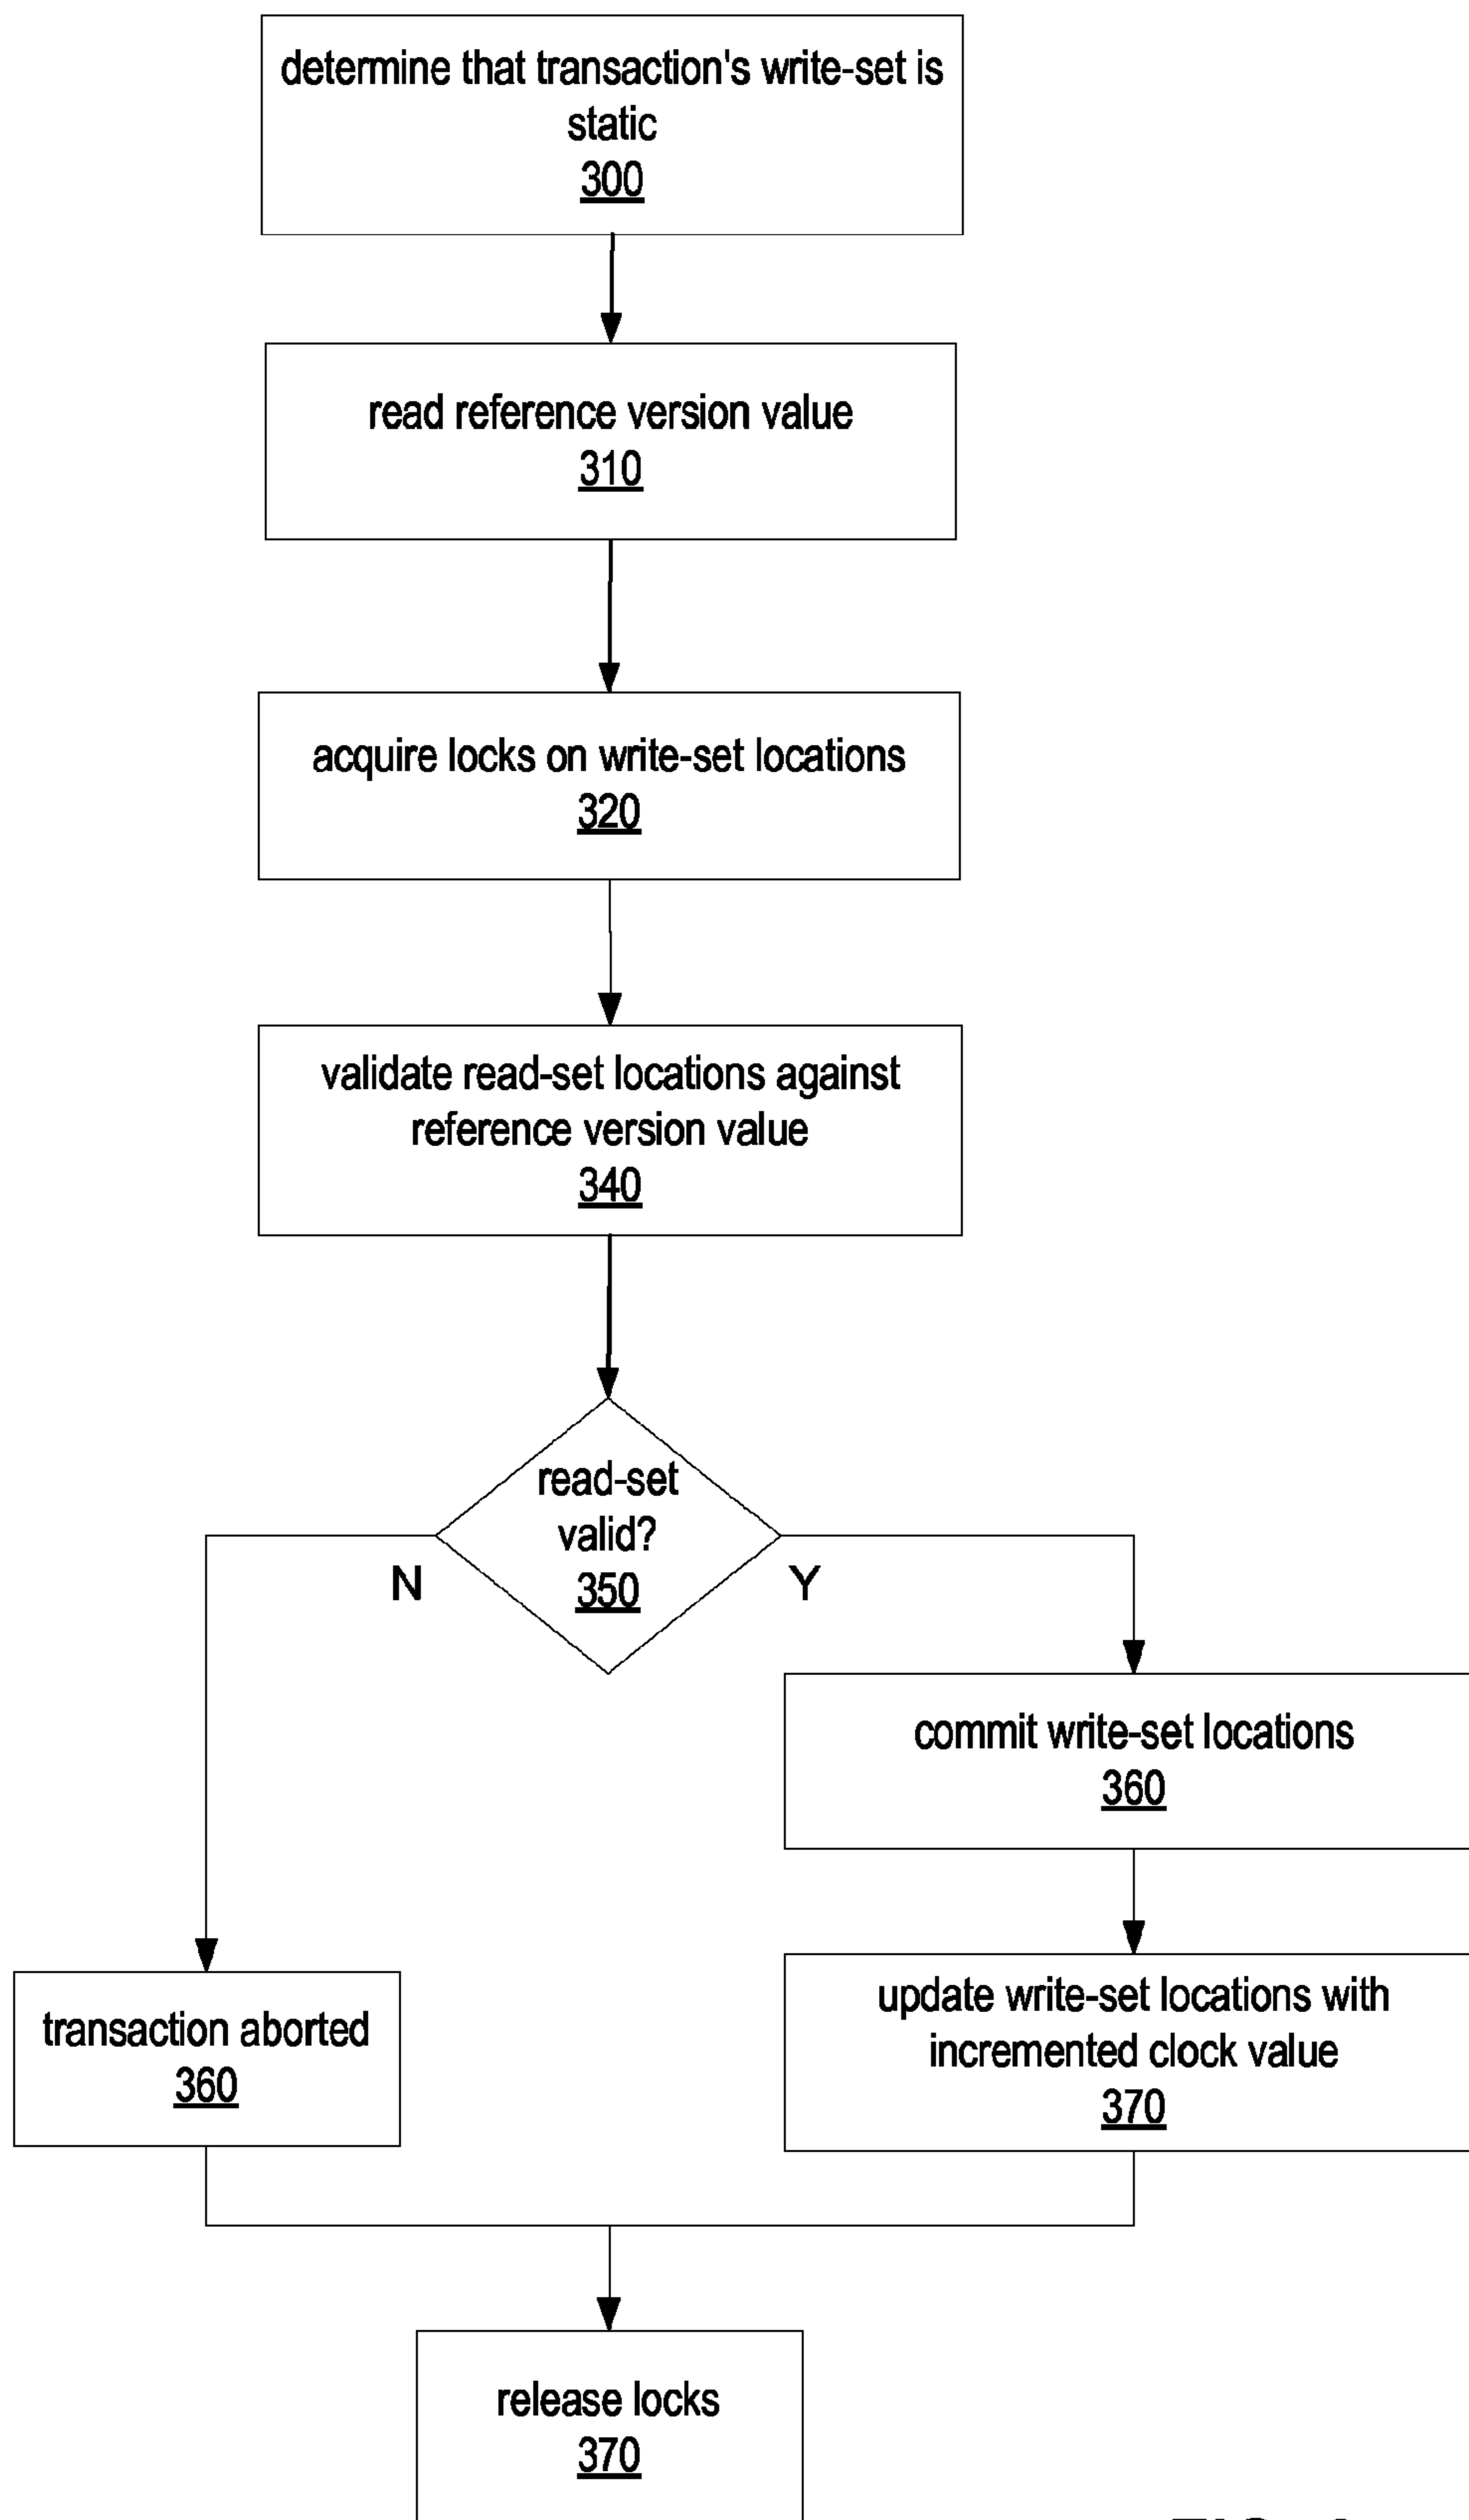 determine that transaction's write-set is
static
300
read reference version value
310
acquire locks on write-set locations
320
validate read-set locations against
reference version value
340
read-set
valid?
350
N
Y
commit write-set locations
360
update write-set locations with
incremented clock value
370
transaction aborted
360
release locks
370